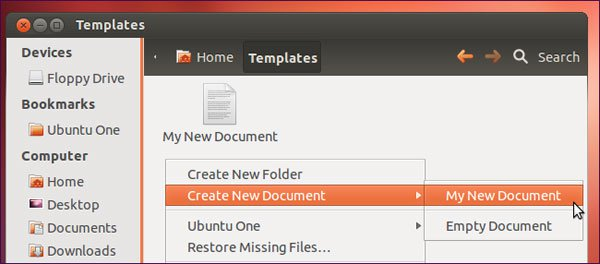 Templates
Devices
Floppy Drive
Bookmarks
Ubuntu One
Computer
Home
Desktop
Documents
Downloads
Home Templates Search
My New Document
Create New Folder
Create New Document
Ubuntu One
Restore Missing Files...
My New Document
Empty Document